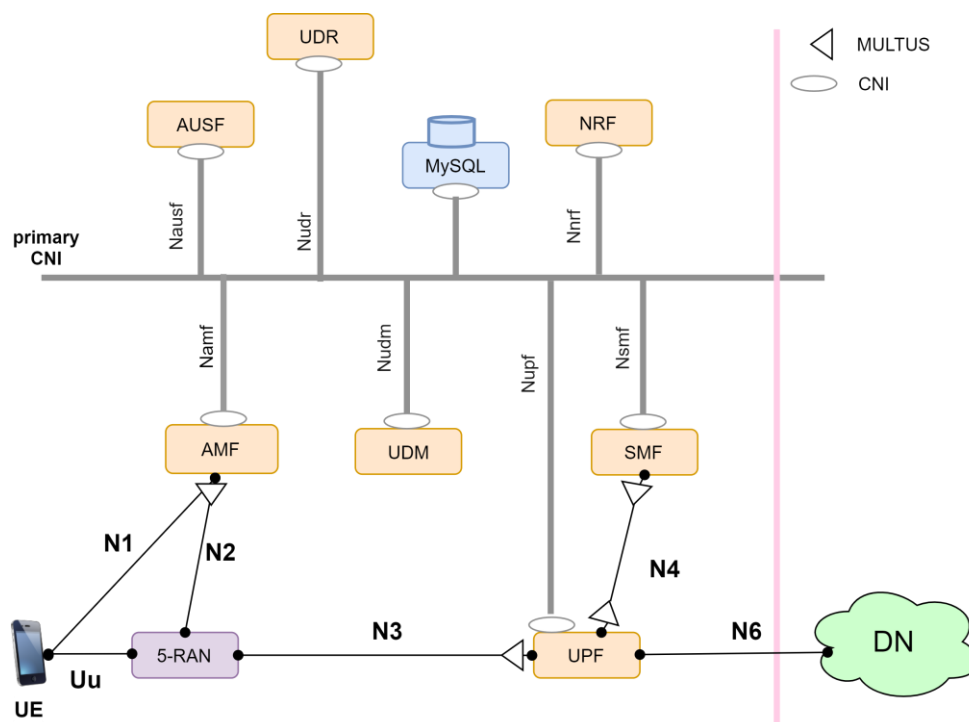 UDR
MULTUS
CNI
AUSF
NRF
MySQL
Nausf
Nudr
Nnrf
primary
CNI
Namf
Nudm
Nupf
Nsmf
AMF
UDM
SMF
N1
N2
N4
N3
N6
5-RAN
UPF
DN
Uu
UE